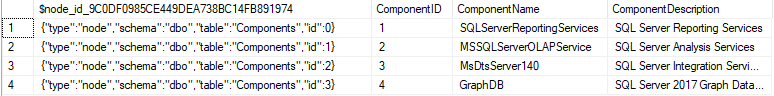 $node_id_9C0DF0985CE449DEA738BC14FB891974 ComponentID ComponentName ComponentDescription
1 {"type":"node","schema":"dbo","table":"Components","id":0} 1 SQLServerReportingServices SQL Server Reporting Services
2 {"type":"node","schema":"dbo","table":"Components","id":1} 2 MSSQLServerOLAPService SQL Server Analysis Services
3 {"type":"node","schema":"dbo","table":"Components","id":2} 3 MsDtsServer140 SQL Server Integration Servi...
4 {"type":"node","schema":"dbo","table":"Components","id":3} 4 GraphDB SQL Server 2017 Graph Data...